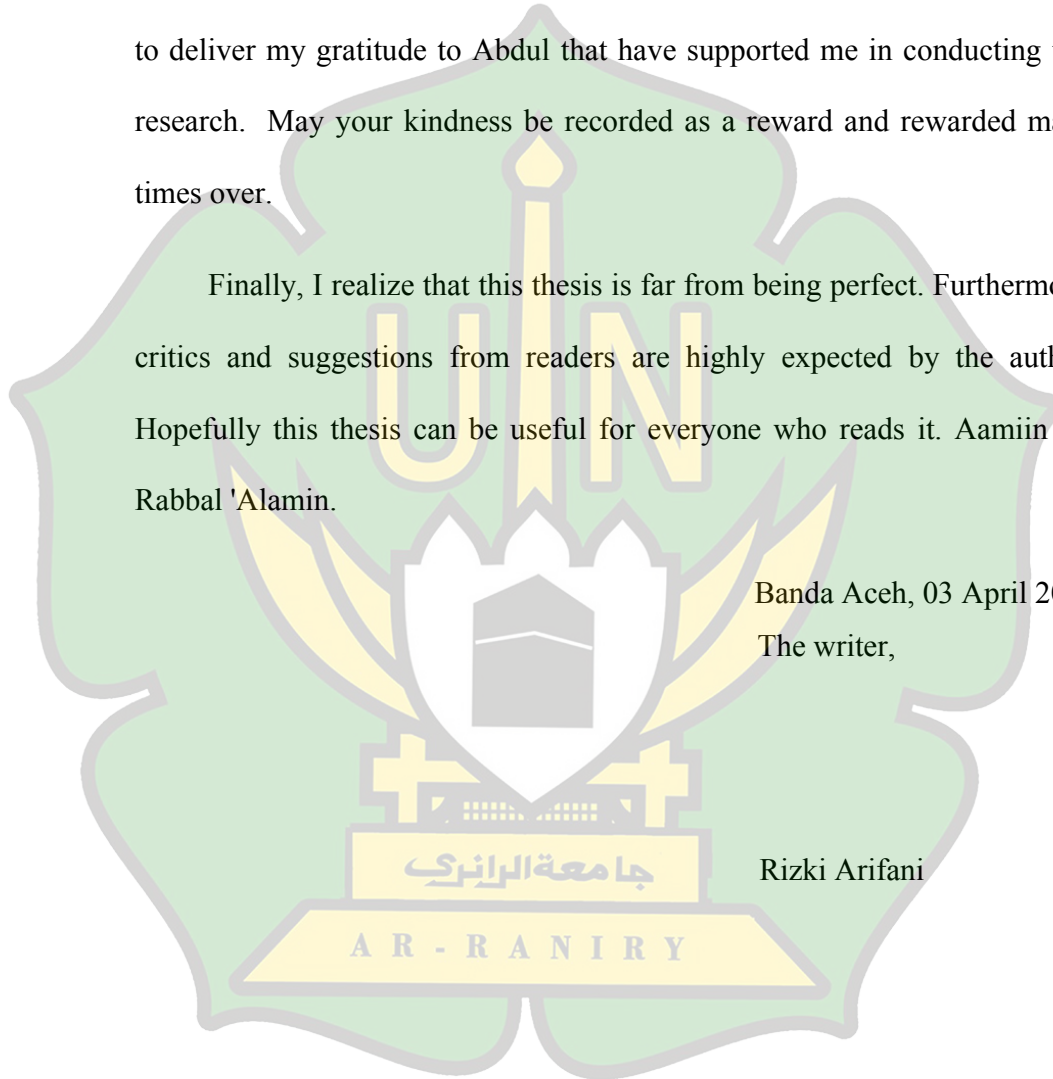 to deliver my gratitude to Abdul that have supported me in conducting
research. May your kindness be recorded as a reward and rewarded
times over.
Finally, I realize that this thesis is far from being perfect.
critics and suggestions from readers are highly expected by the
Hopefully this thesis can be useful for everyone who reads it. Aamiin
Rabbal 'Alamin.
UIN
Banda Aceh, 03 April
The writer,
جامعة الرانري
Rizki Arifani
AR-RANIRY